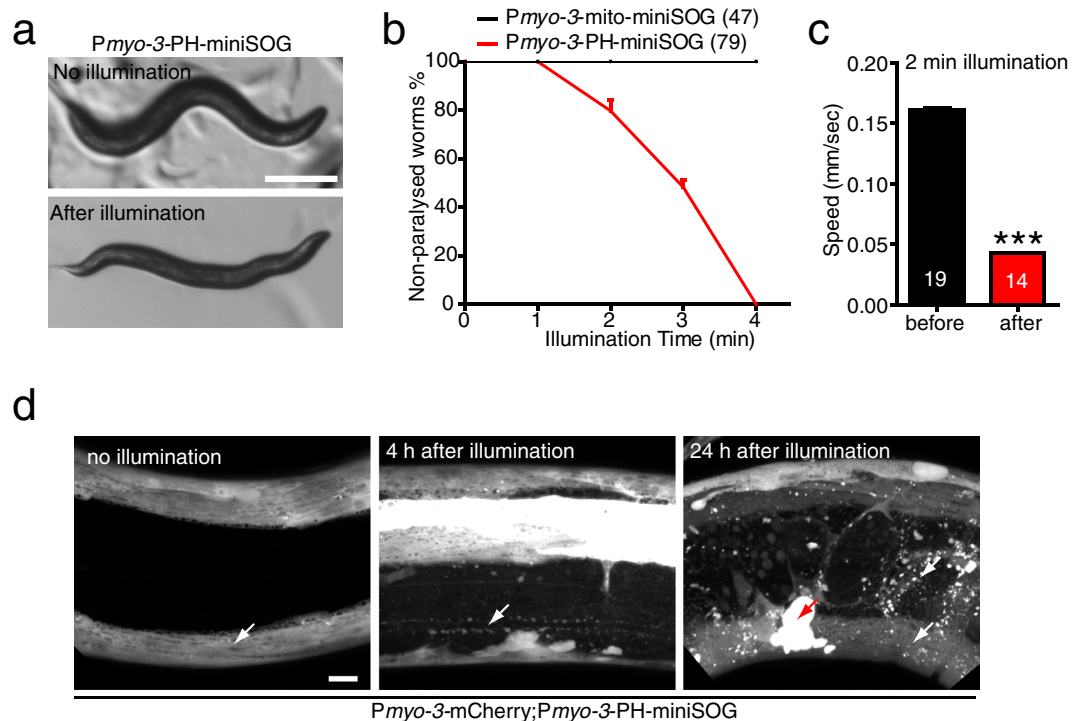 a
Pmyo-3-PH-miniSOG
No illumination
After illumination
b
Pmyo-3-mito-miniSOG (47)
Pmyo-3-PH-miniSOG (79)
Non-paralysed worms %
100
80
60
40
20
0
0 1 2 3 4
Illumination Time (min)
c
2 min illumination
Speed (mm/sec)
0.20
0.15
0.10
0.05
0.00
***
19
14
before after
d
no illumination
4 h after illumination
24 h after illumination
Pmyo-3-mCherry;Pmyo-3-PH-miniSOG